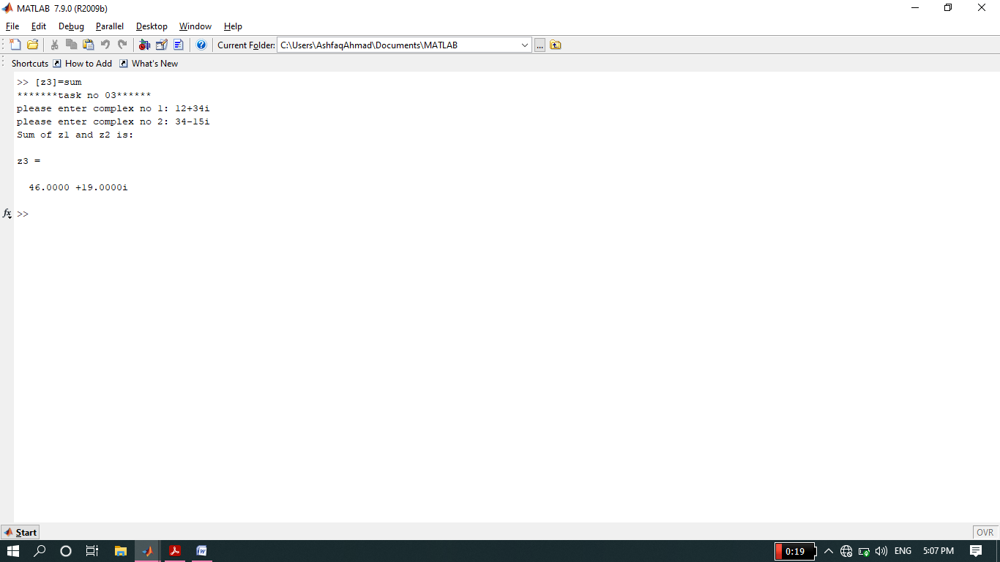 MATLAB 7.9.0 (R2009b)
File Edit Debug Parallel Desktop Window Help
Current Folder: C:\Users\AshfaqAhmad\Documents\MATLAB ...
Shortcuts How to Add What's New
>> [z3]=sum
*******task no 03******
please enter complex no 1: 12+34i
please enter complex no 2: 34-15i
Sum of z1 and z2 is:
z3 =
46.0000 +19.0000i
fx >>
Start OVR
0:19 ENG 5:07 PM